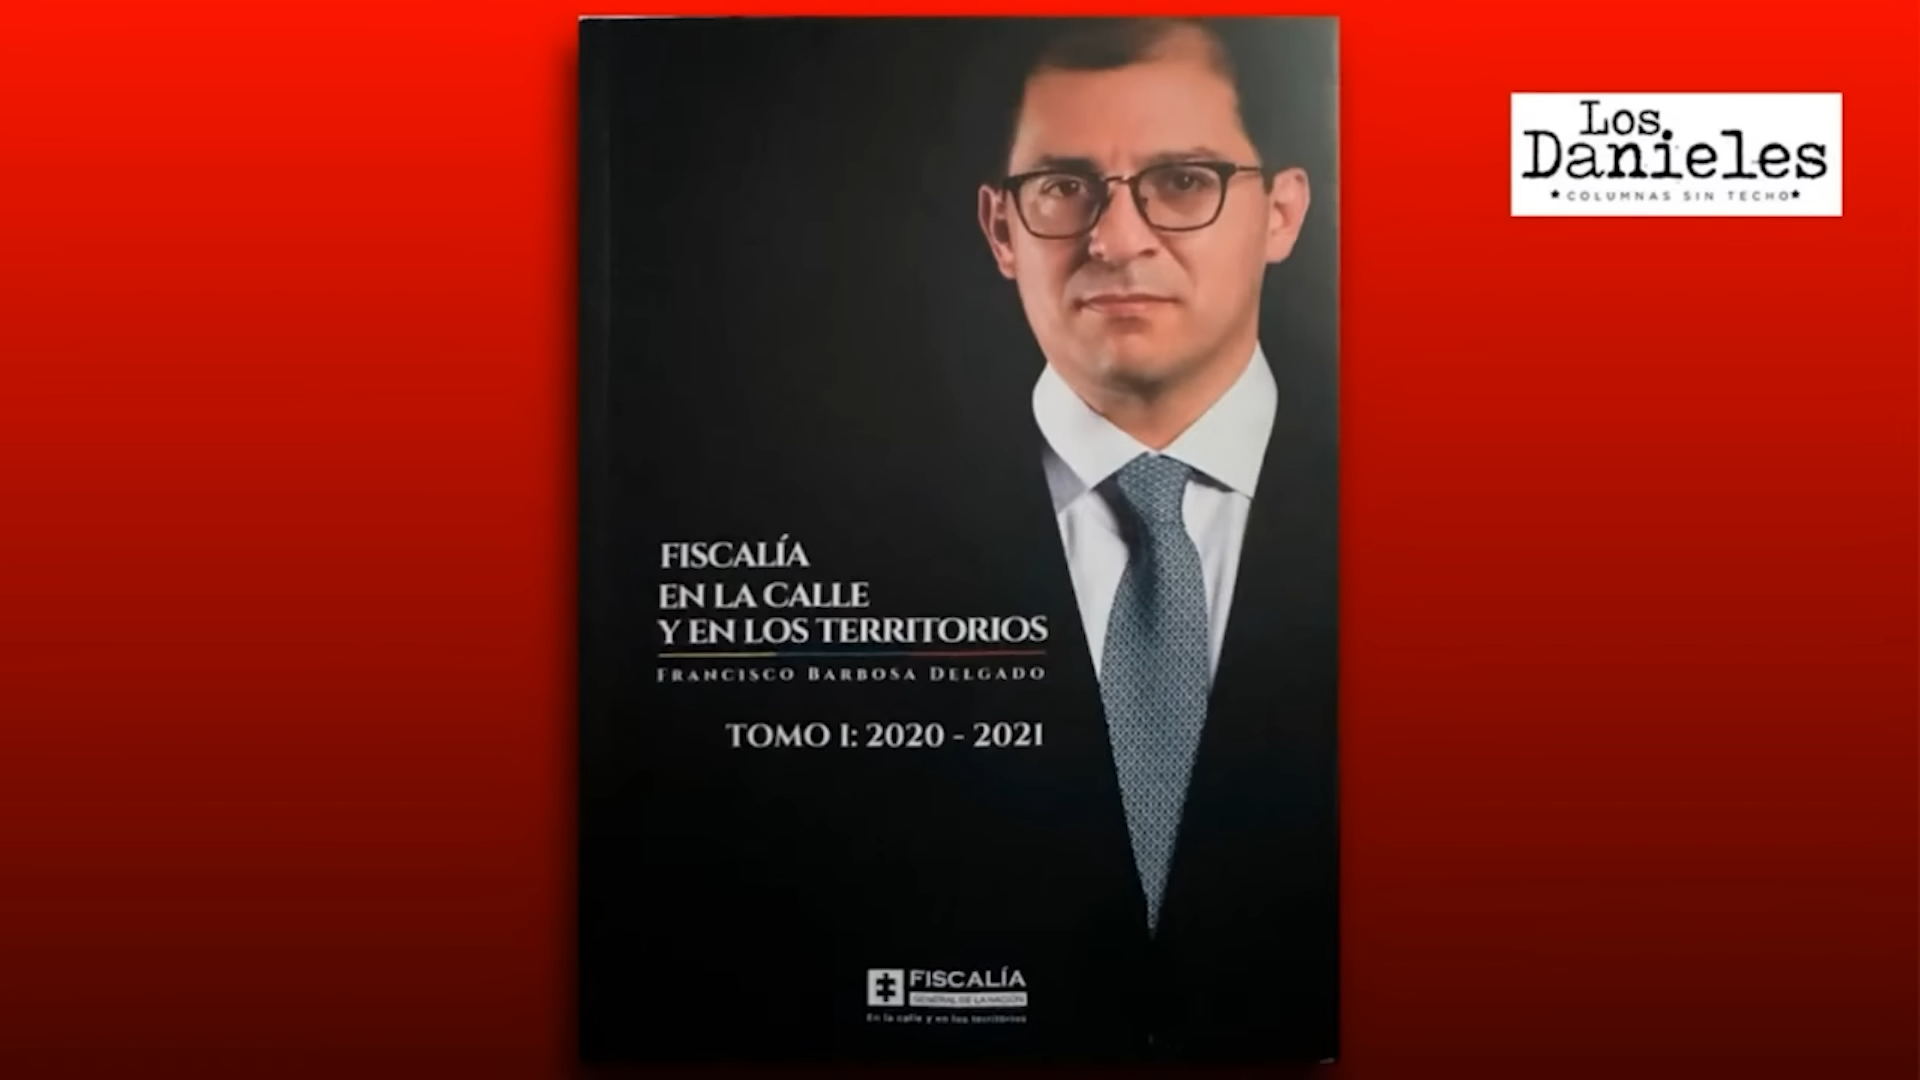 Los
Danieles
COLUMNAS SIN TECHO
FISCALÍA
EN LA CALLE
Y EN LOS TERRITORIOS
FRANCISCO BARBOSA DELGADO
TOMO I: 2020 - 2021
FISCALÍA
GENERAL DE LA NACIÓN
En la calle y en los territorios